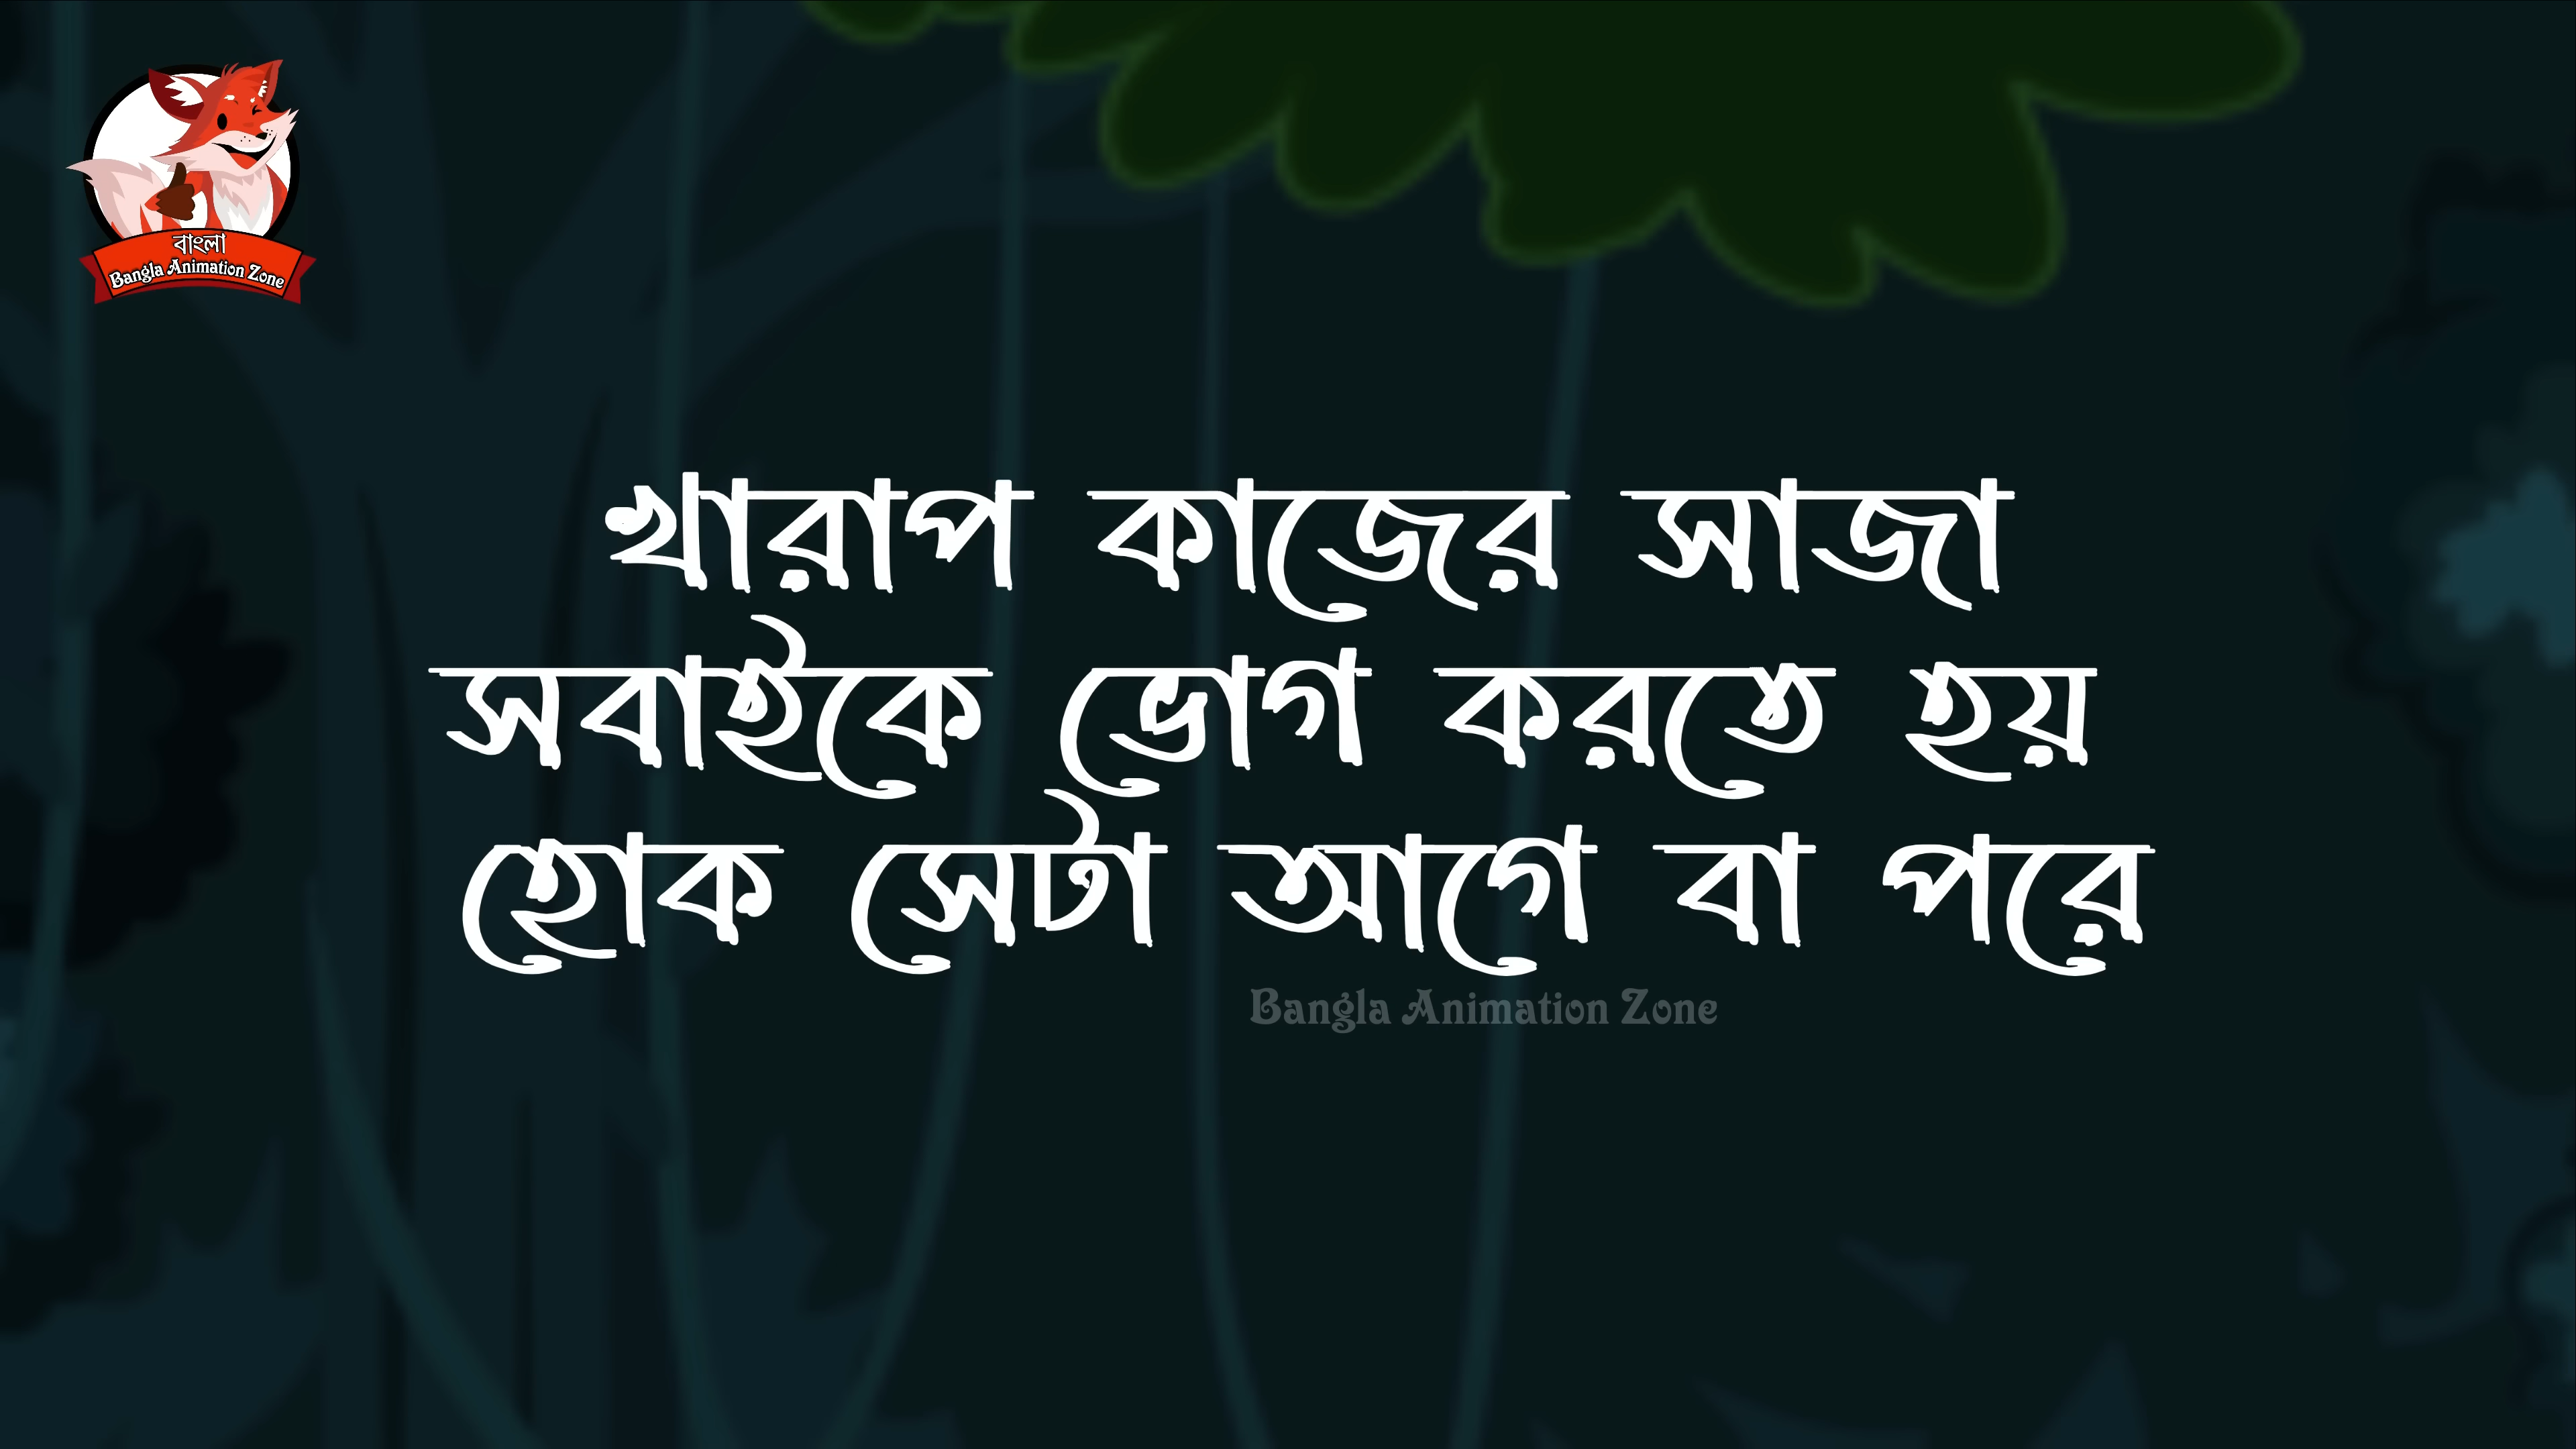 বাংলা
Bangla Animation Zone
খারাপ কাজের সাজা
সবাইকে ভোগ করতে হয়
হোক সেটা আগে বা পরে
Bangla Animation Zone